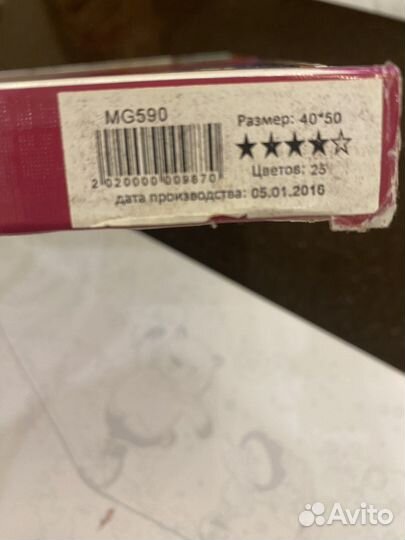 MG590
Размер: 40*50
★★★★☆
Цветов: 25
2 020000 009870
дата производства: 05.01.2016
Avito